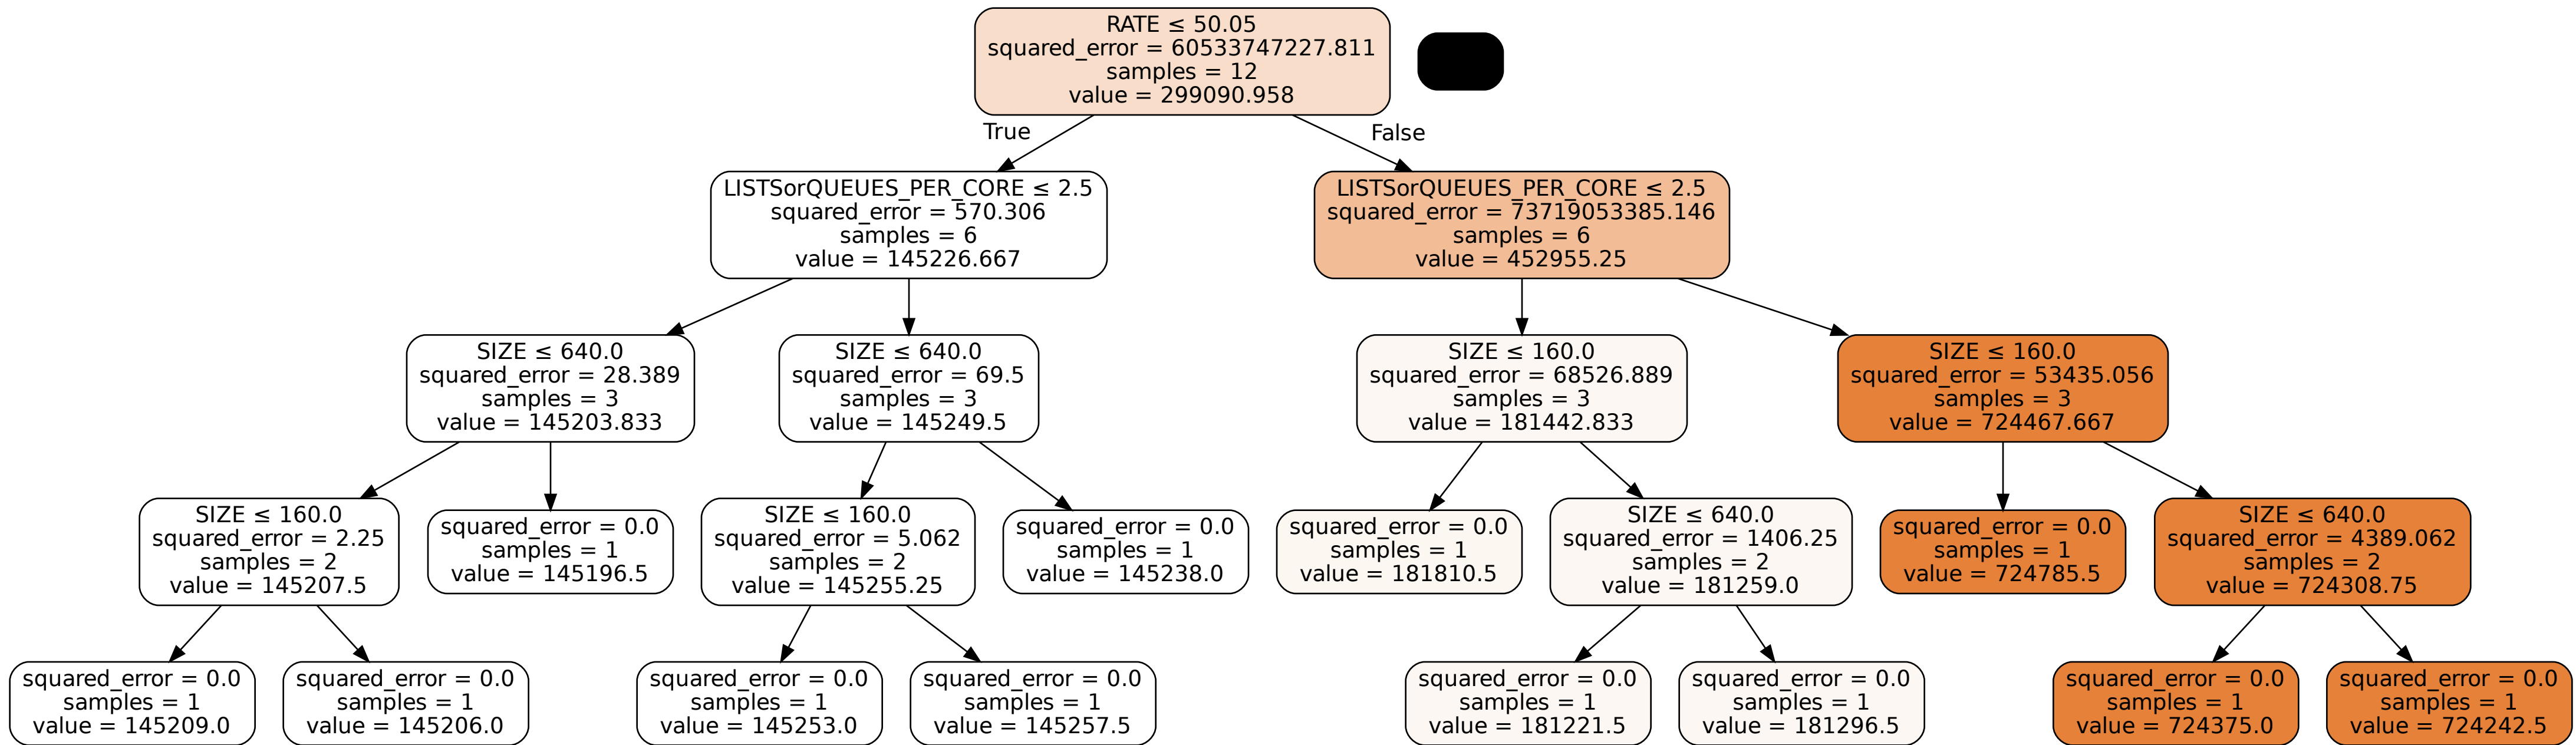 RATE ≤ 50.05
squared_error = 60533747227.811
samples = 12
value = 299090.958
True
False
LISTSorQUEUES_PER_CORE ≤ 2.5
squared_error = 570.306
samples = 6
value = 145226.667
LISTSorQUEUES_PER_CORE ≤ 2.5
squared_error = 73719053385.146
samples = 6
value = 452955.25
SIZE ≤ 640.0
squared_error = 28.389
samples = 3
value = 145203.833
SIZE ≤ 640.0
squared_error = 69.5
samples = 3
value = 145249.5
SIZE ≤ 160.0
squared_error = 68526.889
samples = 3
value = 181442.833
SIZE ≤ 160.0
squared_error = 53435.056
samples = 3
value = 724467.667
SIZE ≤ 160.0
squared_error = 2.25
samples = 2
value = 145207.5
squared_error = 0.0
samples = 1
value = 145196.5
SIZE ≤ 160.0
squared_error = 5.062
samples = 2
value = 145255.25
squared_error = 0.0
samples = 1
value = 145238.0
squared_error = 0.0
samples = 1
value = 181810.5
SIZE ≤ 640.0
squared_error = 1406.25
samples = 2
value = 181259.0
squared_error = 0.0
samples = 1
value = 724785.5
SIZE ≤ 640.0
squared_error = 4389.062
samples = 2
value = 724308.75
squared_error = 0.0
samples = 1
value = 145209.0
squared_error = 0.0
samples = 1
value = 145206.0
squared_error = 0.0
samples = 1
value = 145253.0
squared_error = 0.0
samples = 1
value = 145257.5
squared_error = 0.0
samples = 1
value = 181221.5
squared_error = 0.0
samples = 1
value = 181296.5
squared_error = 0.0
samples = 1
value = 724375.0
squared_error = 0.0
samples = 1
value = 724242.5